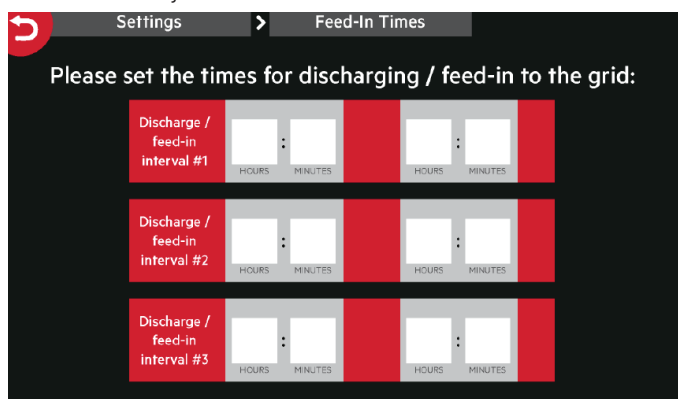 Settings > Feed-In Times
Please set the times for discharging / feed-in to the grid:
Discharge /
feed-in
interval #1
: :
HOURS MINUTES HOURS MINUTES
Discharge /
feed-in
interval #2
: :
HOURS MINUTES HOURS MINUTES
Discharge /
feed-in
interval #3
: :
HOURS MINUTES HOURS MINUTES